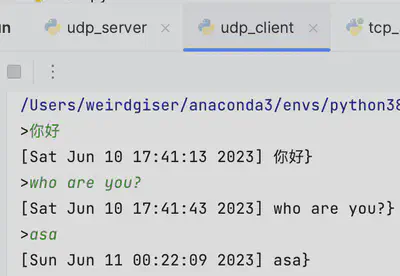 un
udp_server
udp_client
tcp_
/Users/weirdgiser/anaconda3/envs/python38
>你好
[Sat Jun 10 17:41:13 2023] 你好}
>who are you?
[Sat Jun 10 17:41:43 2023] who are you?}
>asa
[Sun Jun 11 00:22:09 2023] asa}